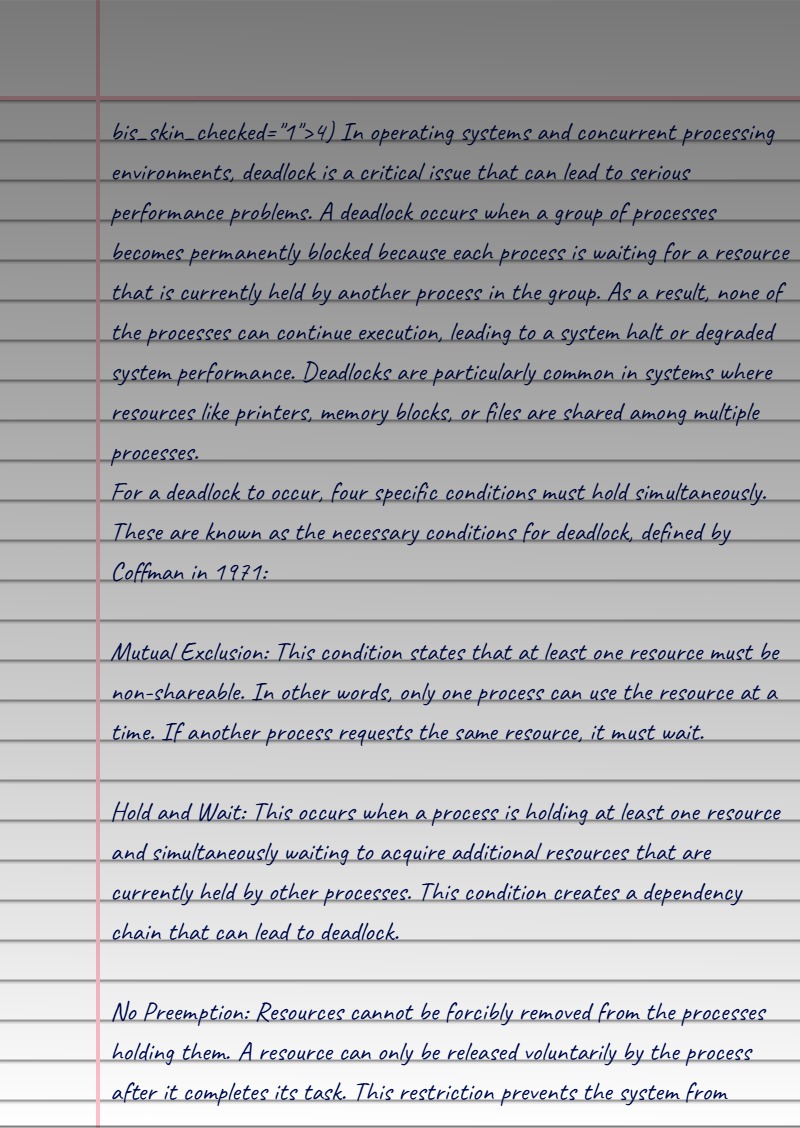 bis_skin_checked="1">4) In operating systems and concurrent processing
environments, deadlock is a critical issue that can lead to serious
performance problems. A deadlock occurs when a group of processes
becomes permanently blocked because each process is waiting for a resource
that is currently held by another process in the group. As a result, none of
the processes can continue execution, leading to a system halt or degraded
system performance. Deadlocks are particularly common in systems where
resources like printers, memory blocks, or files are shared among multiple
processes.
For a deadlock to occur, four specific conditions must hold simultaneously.
These are known as the necessary conditions for deadlock, defined by
Coffman in 1971:
Mutual Exclusion: This condition states that at least one resource must be
non-shareable. In other words, only one process can use the resource at a
time. If another process requests the same resource, it must wait.
Hold and Wait: This occurs when a process is holding at least one resource
and simultaneously waiting to acquire additional resources that are
currently held by other processes. This condition creates a dependency
chain that can lead to deadlock.
No Preemption: Resources cannot be forcibly removed from the processes
holding them. A resource can only be released voluntarily by the process
after it completes its task. This restriction prevents the system from